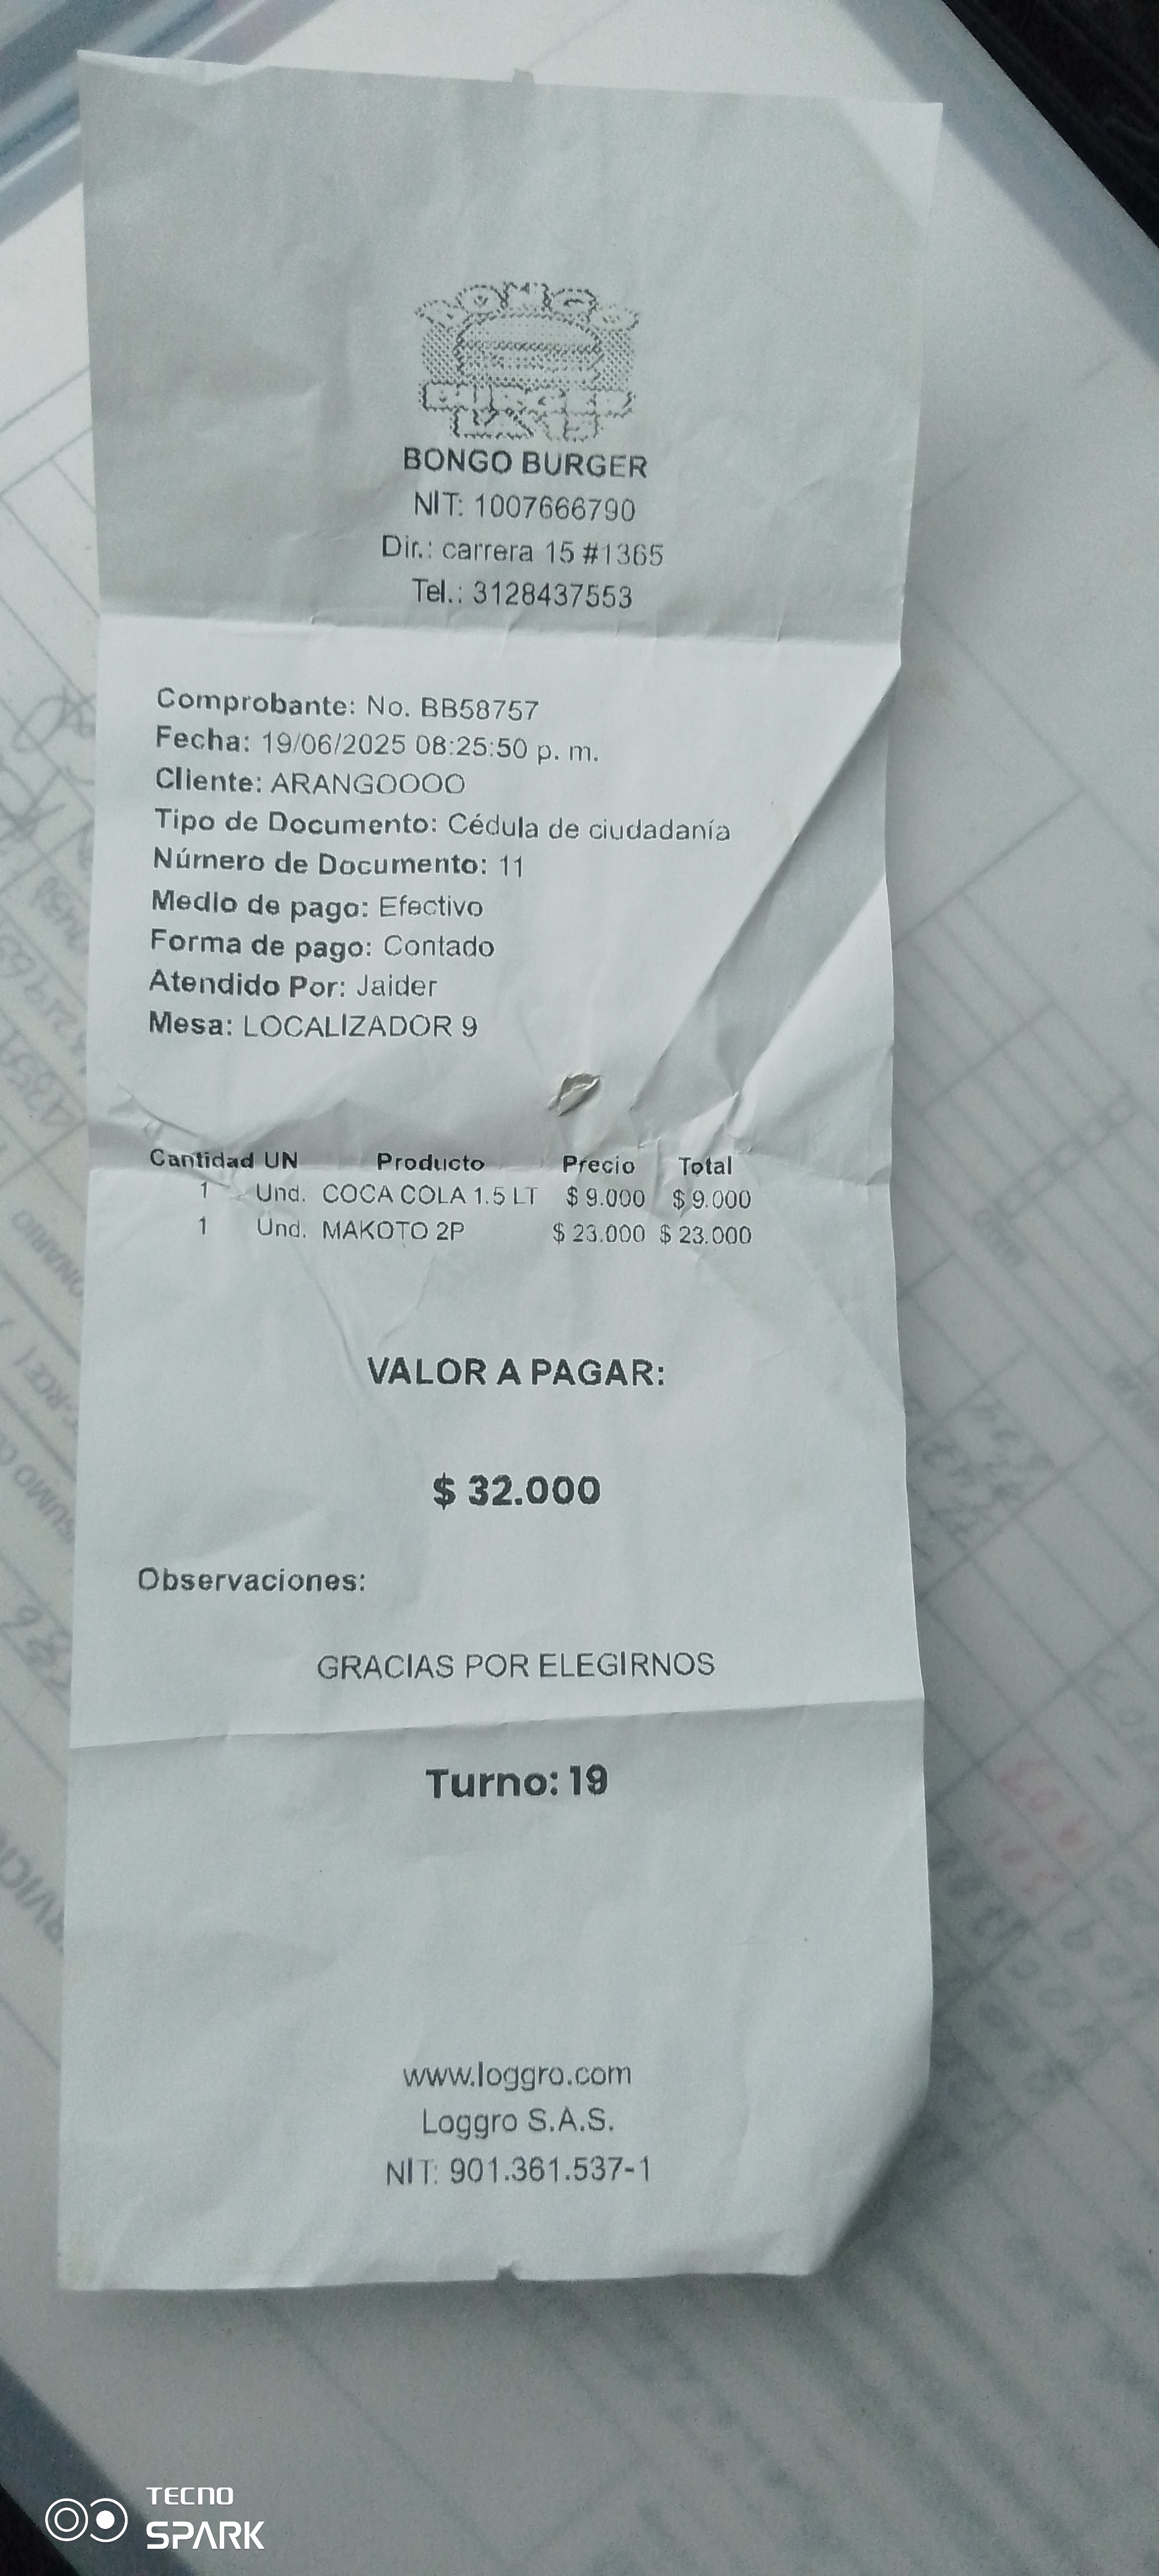 BONGO
BURGER
LA 15
BONGO BURGER
NIT: 1007666790
Dir.: carrera 15 #1365
Tel.: 3128437553
Comprobante: No. BB58757
Fecha: 19/06/2025 08:25:50 p. m.
Cliente: ARANGOOOO
Tipo de Documento: Cédula de ciudadanía
Número de Documento: 11
Medio de pago: Efectivo
Forma de pago: Contado
Atendido Por: Jaider
Mesa: LOCALIZADOR 9
Cantidad UN Producto Precio Total
1 Und. COCA COLA 1.5 LT $ 9.000 $ 9.000
1 Und. MAKOTO 2P $ 23.000 $ 23.000
VALOR A PAGAR:
$ 32.000
Observaciones:
GRACIAS POR ELEGIRNOS
Turno: 19
www.loggro.com
Loggro S.A.S.
NIT: 901.361.537-1
TECNO
SPARK